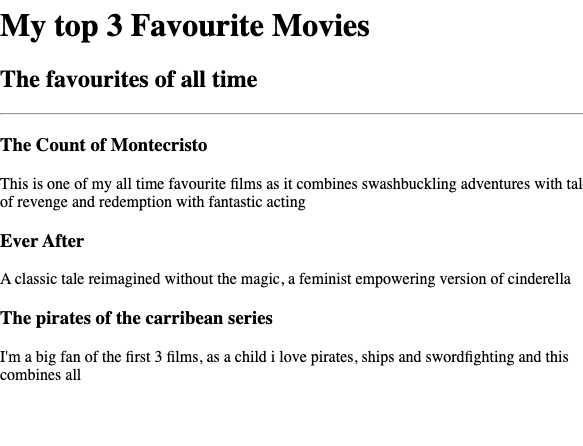 My top 3 Favourite Movies
The favourites of all time
The Count of Montecristo
This is one of my all time favourite films as it combines swashbuckling adventures with tal
of revenge and redemption with fantastic acting
Ever After
A classic tale reimagined without the magic, a feminist empowering version of cinderella
The pirates of the carribean series
I'm a big fan of the first 3 films, as a child i love pirates, ships and swordfighting and this
combines all